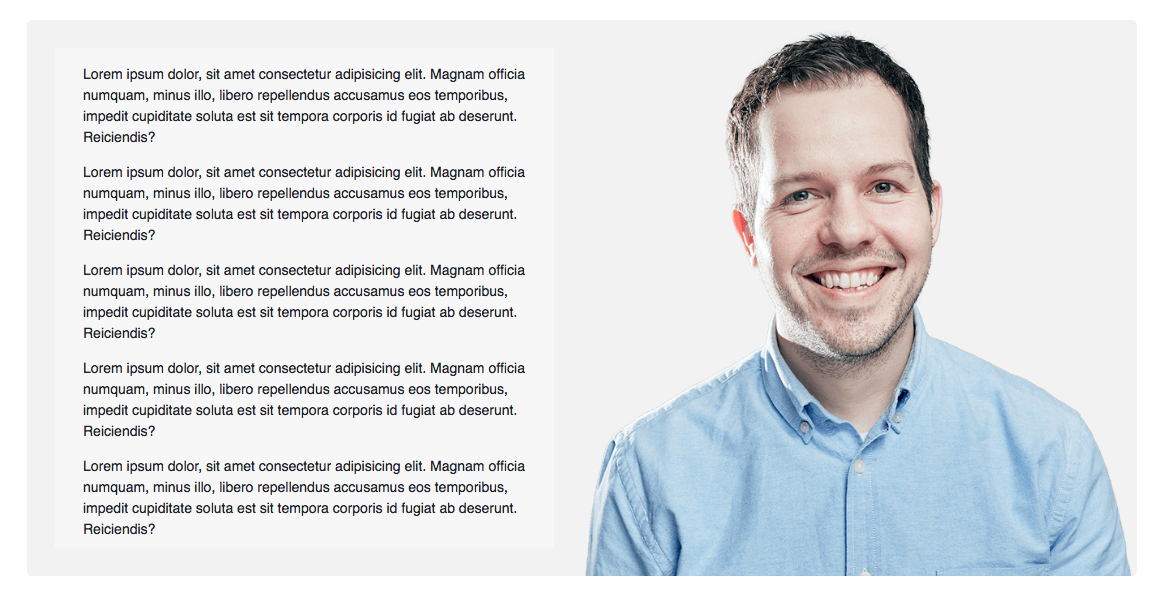 Lorem ipsum dolor, sit amet consectetur adipisicing elit. Magnam officia
numquam, minus illo, libero repellendus accusamus eos temporibus,
impedit cupiditate soluta est sit tempora corporis id fugiat ab deserunt.
Reiciendis?
Lorem ipsum dolor, sit amet consectetur adipisicing elit. Magnam officia
numquam, minus illo, libero repellendus accusamus eos temporibus,
impedit cupiditate soluta est sit tempora corporis id fugiat ab deserunt.
Reiciendis?
Lorem ipsum dolor, sit amet consectetur adipisicing elit. Magnam officia
numquam, minus illo, libero repellendus accusamus eos temporibus,
impedit cupiditate soluta est sit tempora corporis id fugiat ab deserunt.
Reiciendis?
Lorem ipsum dolor, sit amet consectetur adipisicing elit. Magnam officia
numquam, minus illo, libero repellendus accusamus eos temporibus,
impedit cupiditate soluta est sit tempora corporis id fugiat ab deserunt.
Reiciendis?
Lorem ipsum dolor, sit amet consectetur adipisicing elit. Magnam officia
numquam, minus illo, libero repellendus accusamus eos temporibus,
impedit cupiditate soluta est sit tempora corporis id fugiat ab deserunt.
Reiciendis?